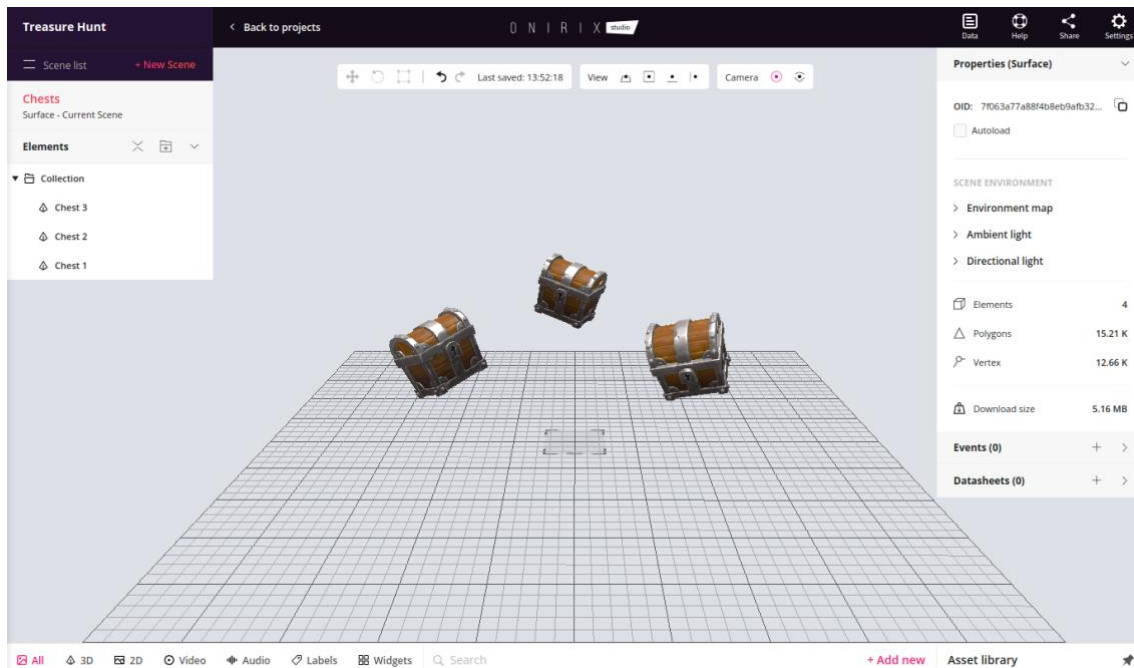 Treasure Hunt
Back to projects
ONIRIX studio
Data
Help
Share
Settings
Scene list
+ New Scene
Last saved: 13:52:18
View
Camera
Properties (Surface)
Chests
Surface - Current Scene
OID: 7f063a77a88f4b8eb9afb32...
Autoload
Elements
Collection
Chest 3
Chest 2
Chest 1
SCENE ENVIRONMENT
Environment map
Ambient light
Directional light
Elements 4
Polygons 15.21 K
Vertex 12.66 K
Download size 5.16 MB
Events (0)
Datasheets (0)
All
3D
2D
Video
Audio
Labels
Widgets
Search
+ Add new
Asset library